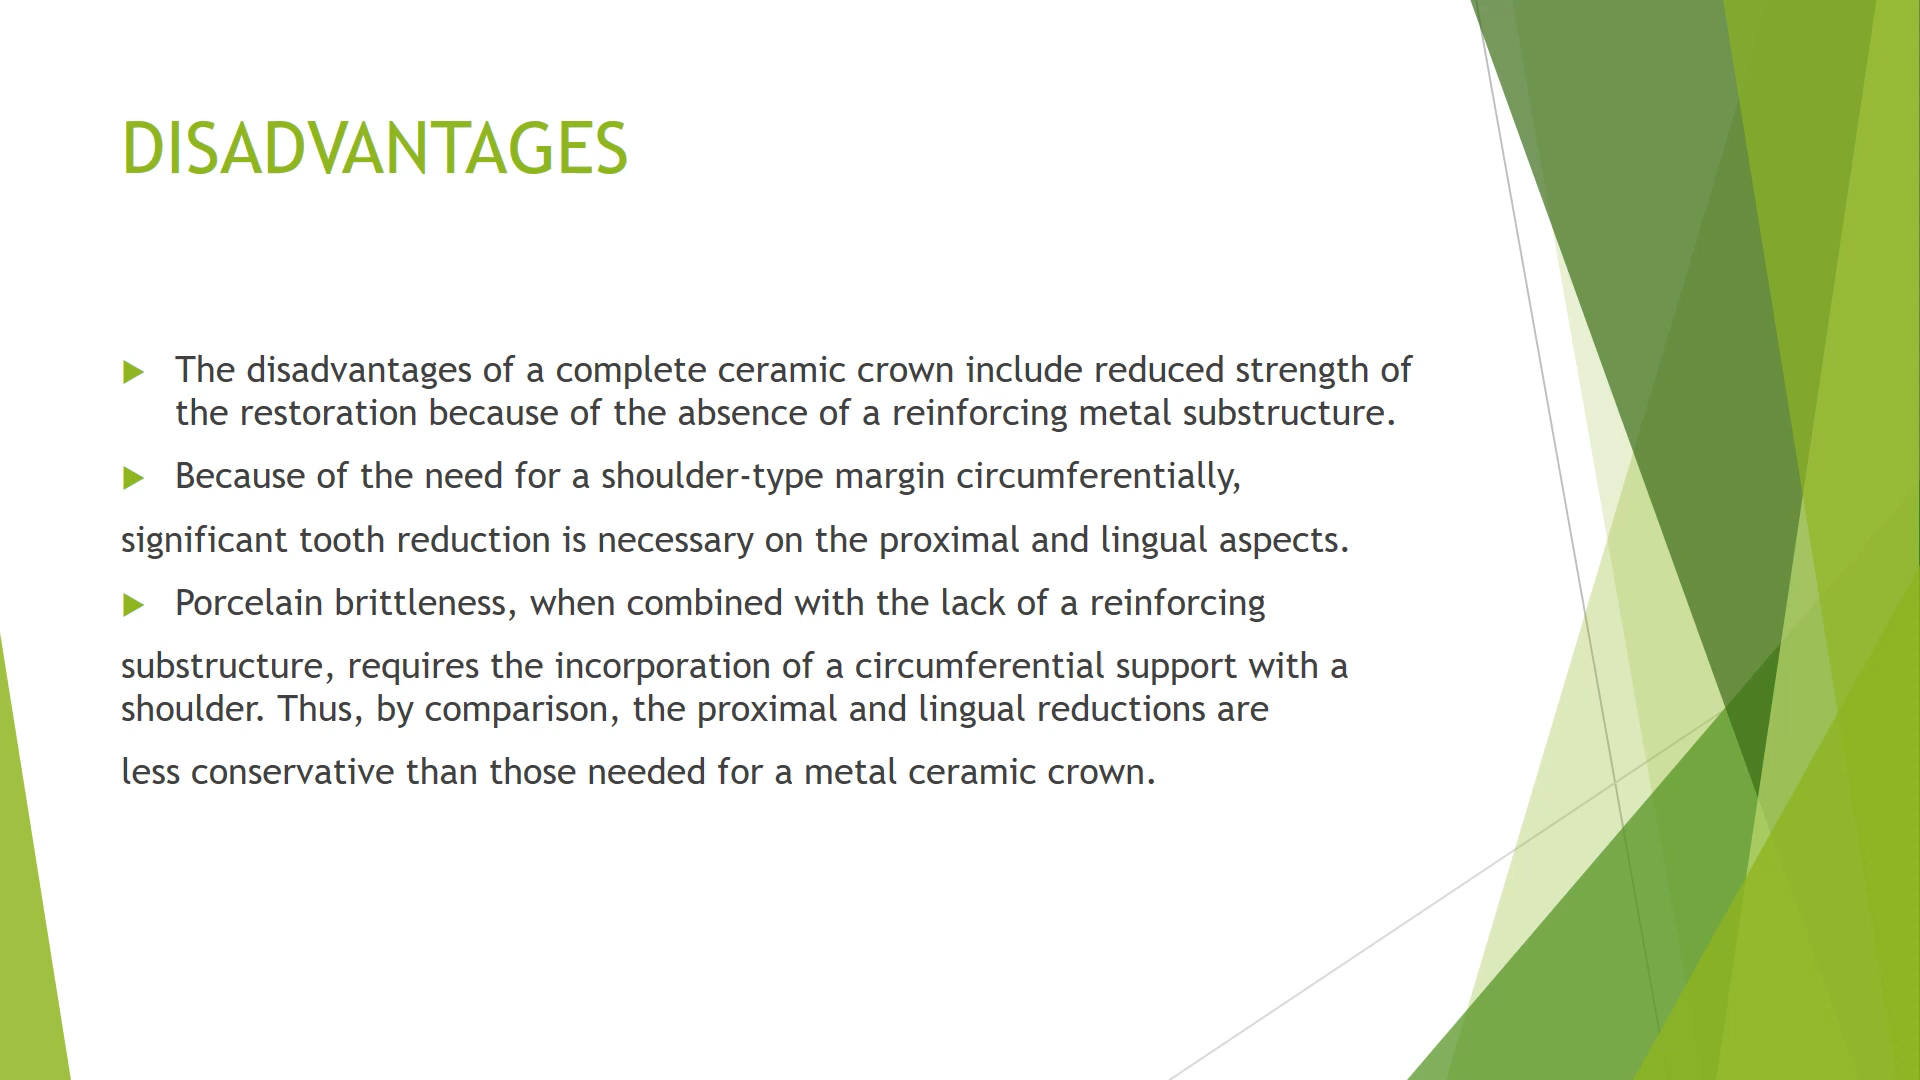 DISADVANTAGES
The disadvantages of a complete ceramic crown include reduced strength of
the restoration because of the absence of a reinforcing metal substructure.
Because of the need for a shoulder-type margin circumferentially,
significant tooth reduction is necessary on the proximal and lingual aspects.
Porcelain brittleness, when combined with the lack of a reinforcing
substructure, requires the incorporation of a circumferential support with a
shoulder. Thus, by comparison, the proximal and lingual reductions are
less conservative than those needed for a metal ceramic crown.